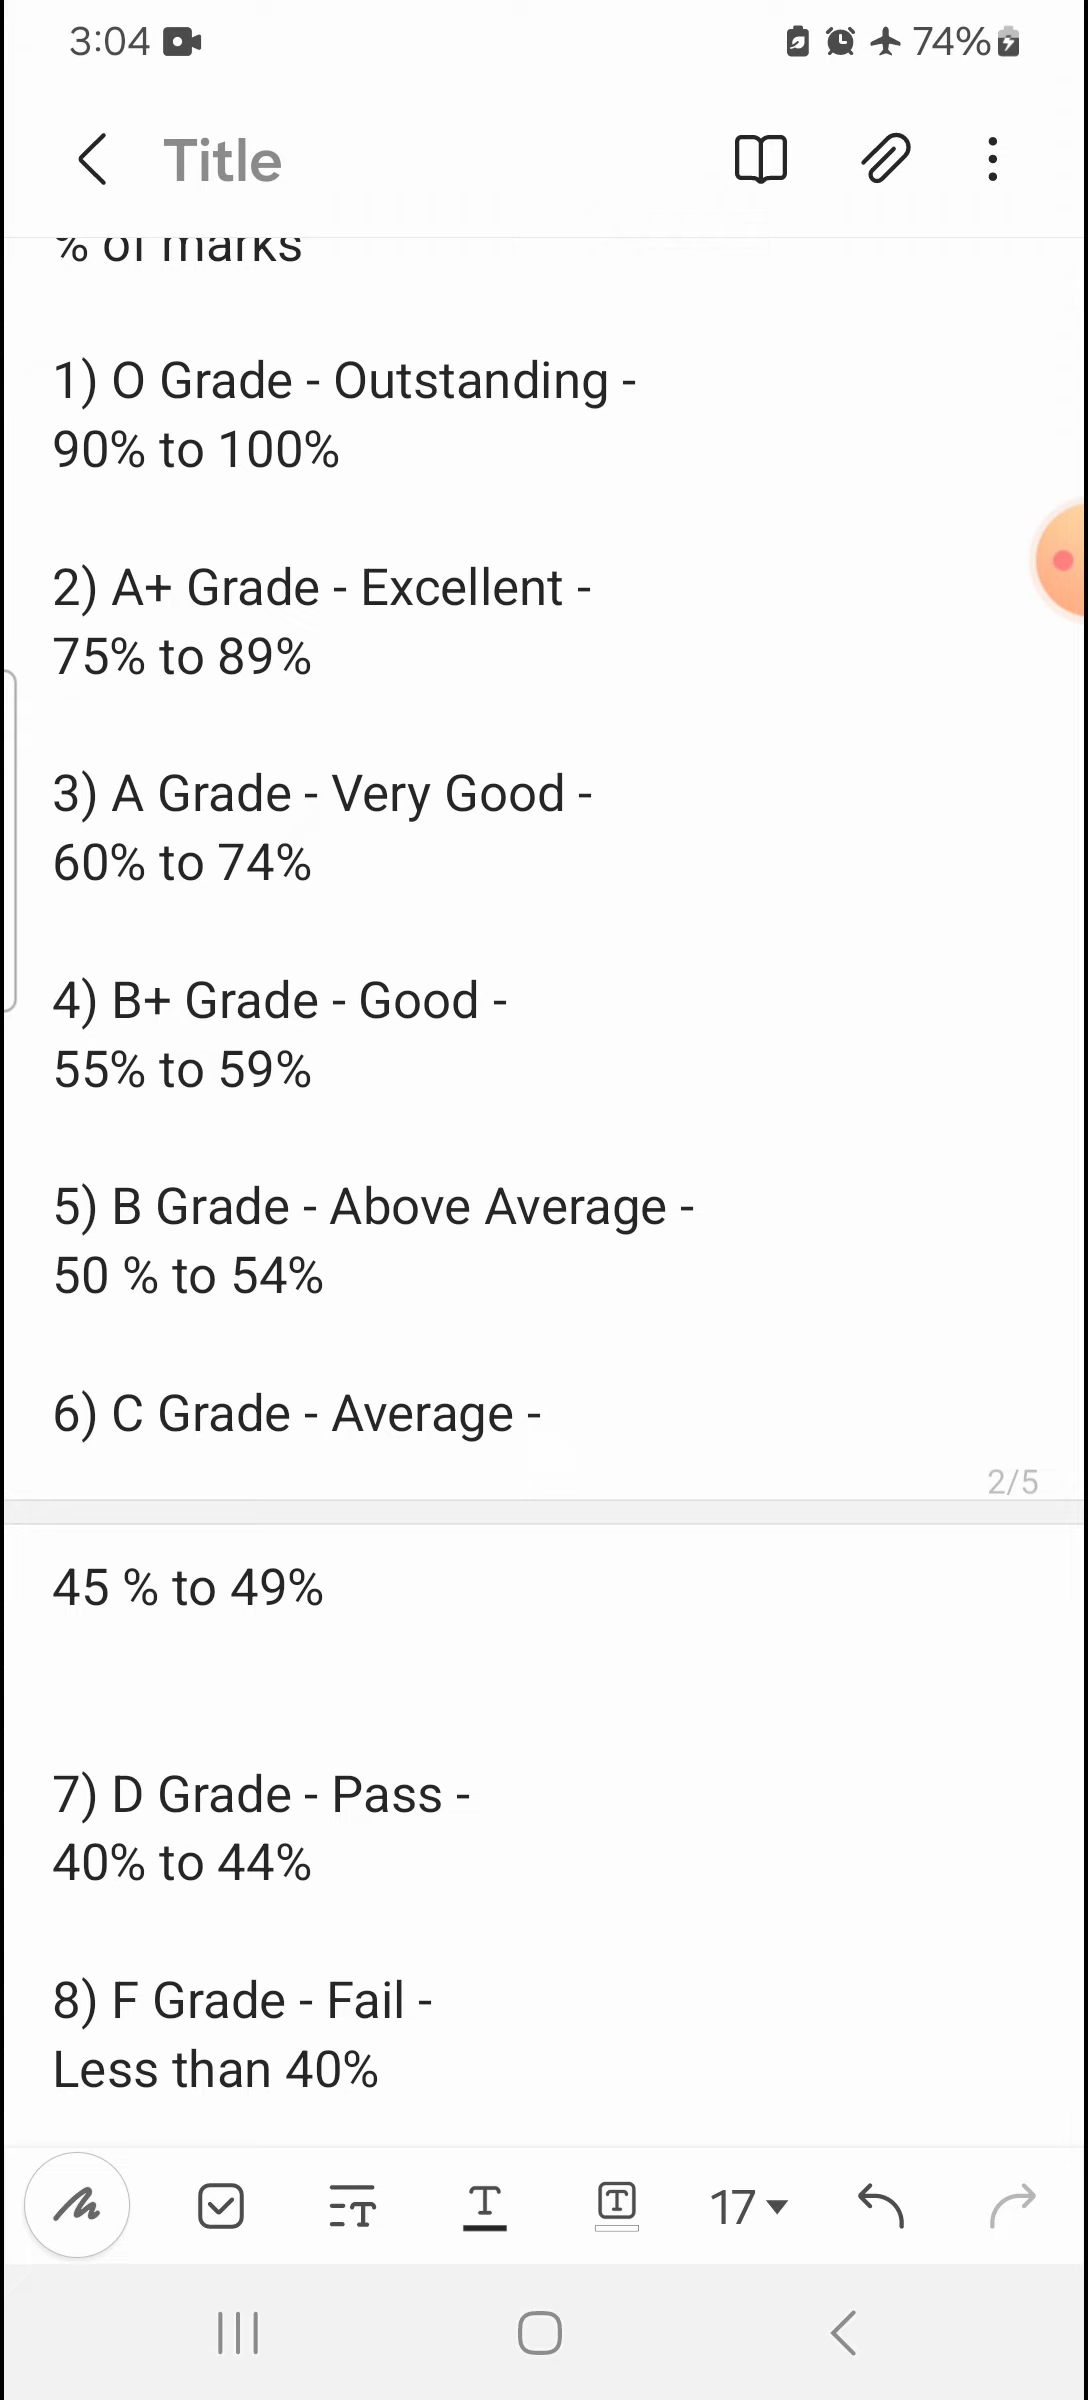 3:04
74%
Title
% of marks
1) O Grade - Outstanding -
90% to 100%
2) A+ Grade - Excellent -
75% to 89%
3) A Grade - Very Good -
60% to 74%
4) B+ Grade - Good -
55% to 59%
5) B Grade - Above Average -
50 % to 54%
6) C Grade - Average -
2/5
45 % to 49%
7) D Grade - Pass -
40% to 44%
8) F Grade - Fail -
Less than 40%
17